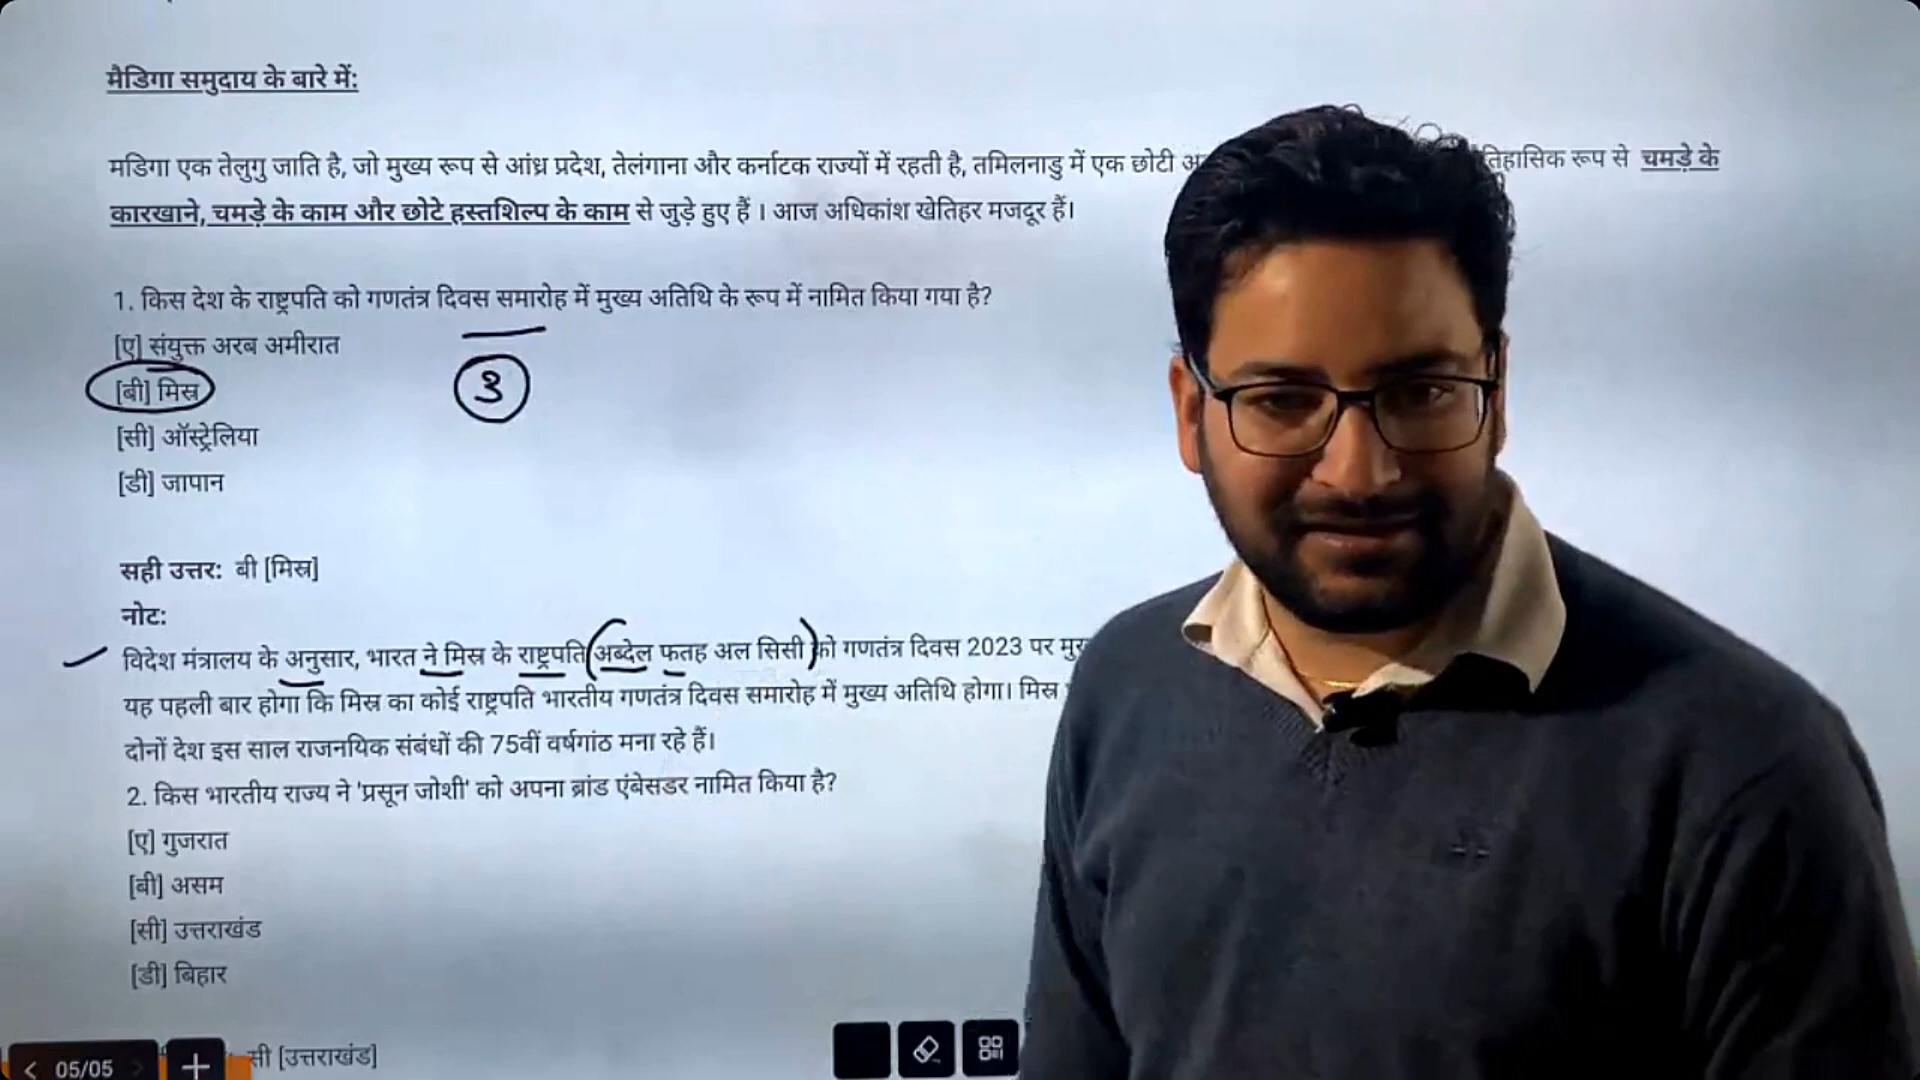 मैडिगा समुदाय के बारे में:
मडिगा एक तेलुगु जाति है, जो मुख्य रूप से आंध्र प्रदेश, तेलंगाना और कर्नाटक राज्यों में रहती है, तमिलनाडु में एक छोटी रूप से चमड़े के
कारखाने, चमड़े के काम और छोटे हस्तशिल्प के काम से जुड़े हुए हैं । आज अधिकांश खेतिहर मजदूर हैं।
1. किस देश के राष्ट्रपति को गणतंत्र दिवस समारोह में मुख्य अतिथि के रूप में नामित किया गया है?
[ए] संयुक्त अरब अमीरात
[बी] मिस्र
3
[सी] ऑस्ट्रेलिया
[डी] जापान
सही उत्तर: बी [मिस्र]
नोट:
विदेश मंत्रालय के अनुसार, भारत ने मिस्र के राष्ट्रपति अब्देल फतह अल सिसी को गणतंत्र दिवस 2023 पर
यह पहली बार होगा कि मिस्र का कोई राष्ट्रपति भारतीय गणतंत्र दिवस समारोह में मुख्य अतिथि होगा। मिस्र
दोनों देश इस साल राजनयिक संबंधों की 75वीं वर्षगांठ मना रहे हैं।
2. किस भारतीय राज्य ने 'प्रसून जोशी' को अपना ब्रांड एंबेसडर नामित किया है?
[ए] गुजरात
[बी] असम
[सी] उत्तराखंड
[डी] बिहार
सी [उत्तराखंड]
05/05